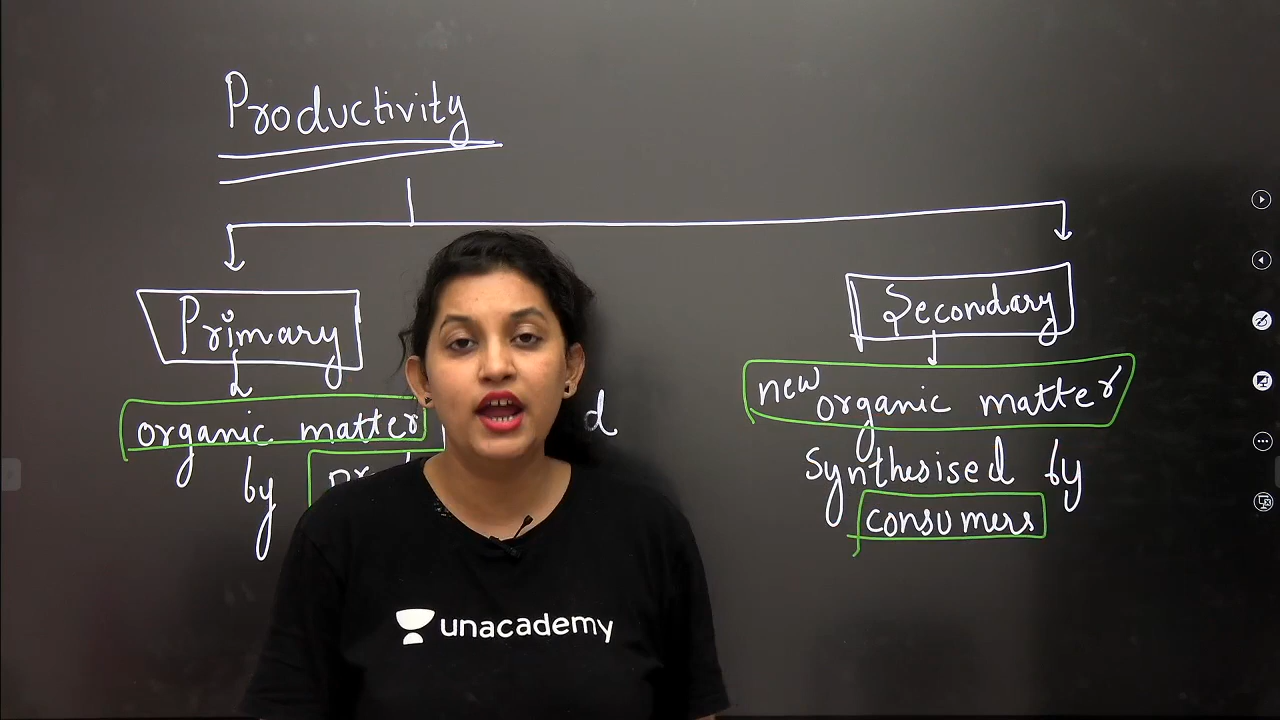 Productivity
Primary
Secondary
organic matter
by
new organic matter
synthesised by
consumers
unacademy